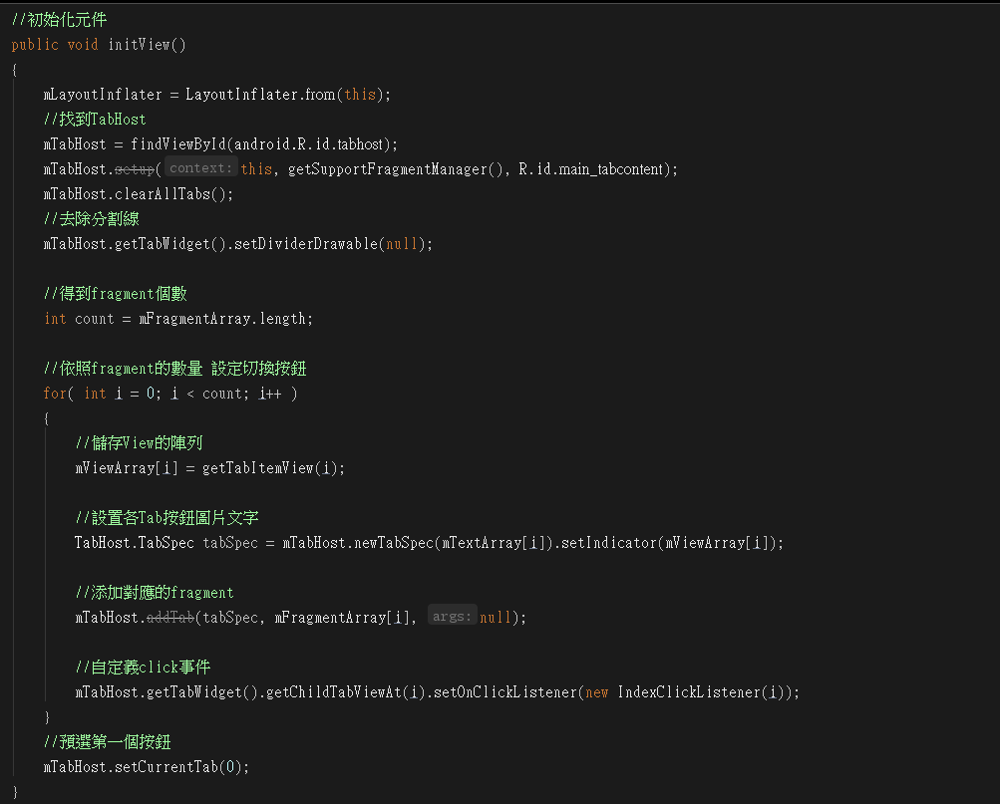 //初始化元件
public void initView()
{
mLayoutInflater = LayoutInflater.from(this);
//找到TabHost
mTabHost = findViewById(android.R.id.tabhost);
mTabHost.setup( context: this, getSupportFragmentManager(), R.id.main_tabcontent);
mTabHost.clearAllTabs();
//去除分割線
mTabHost.getTabWidget().setDividerDrawable(null);
//得到fragment個數
int count = mFragmentArray.length;
//依照fragment的數量 設定切換按鈕
for( int i = 0; i < count; i++ )
{
//儲存View的陣列
mViewArray[i] = getTabItemView(i);
//設置各Tab按鈕圖片文字
TabHost.TabSpec tabSpec = mTabHost.newTabSpec(mTextArray[i]).setIndicator(mViewArray[i]);
//添加對應的fragment
mTabHost.addTab(tabSpec, mFragmentArray[i], args: null);
//自定義click事件
mTabHost.getTabWidget().getChildTabViewAt(i).setOnClickListener(new IndexClickListener(i));
}
//預選第一個按鈕
mTabHost.setCurrentTab(0);
}